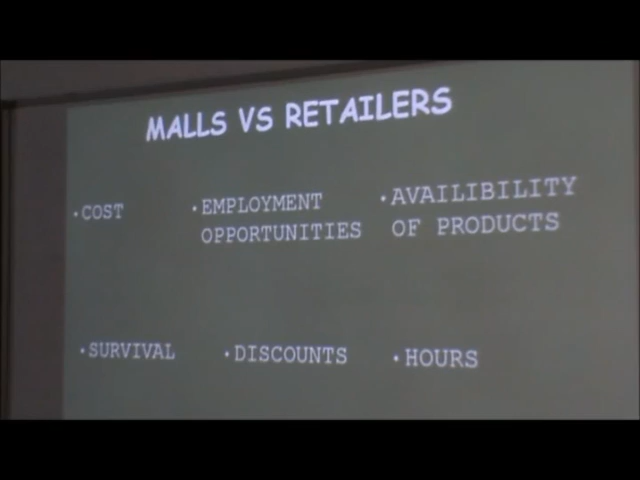 MALLS VS RETAILERS
•COST
•EMPLOYMENT
OPPORTUNITIES
•AVAILIBILITY
OF PRODUCTS
•SURVIVAL
•DISCOUNTS
•HOURS